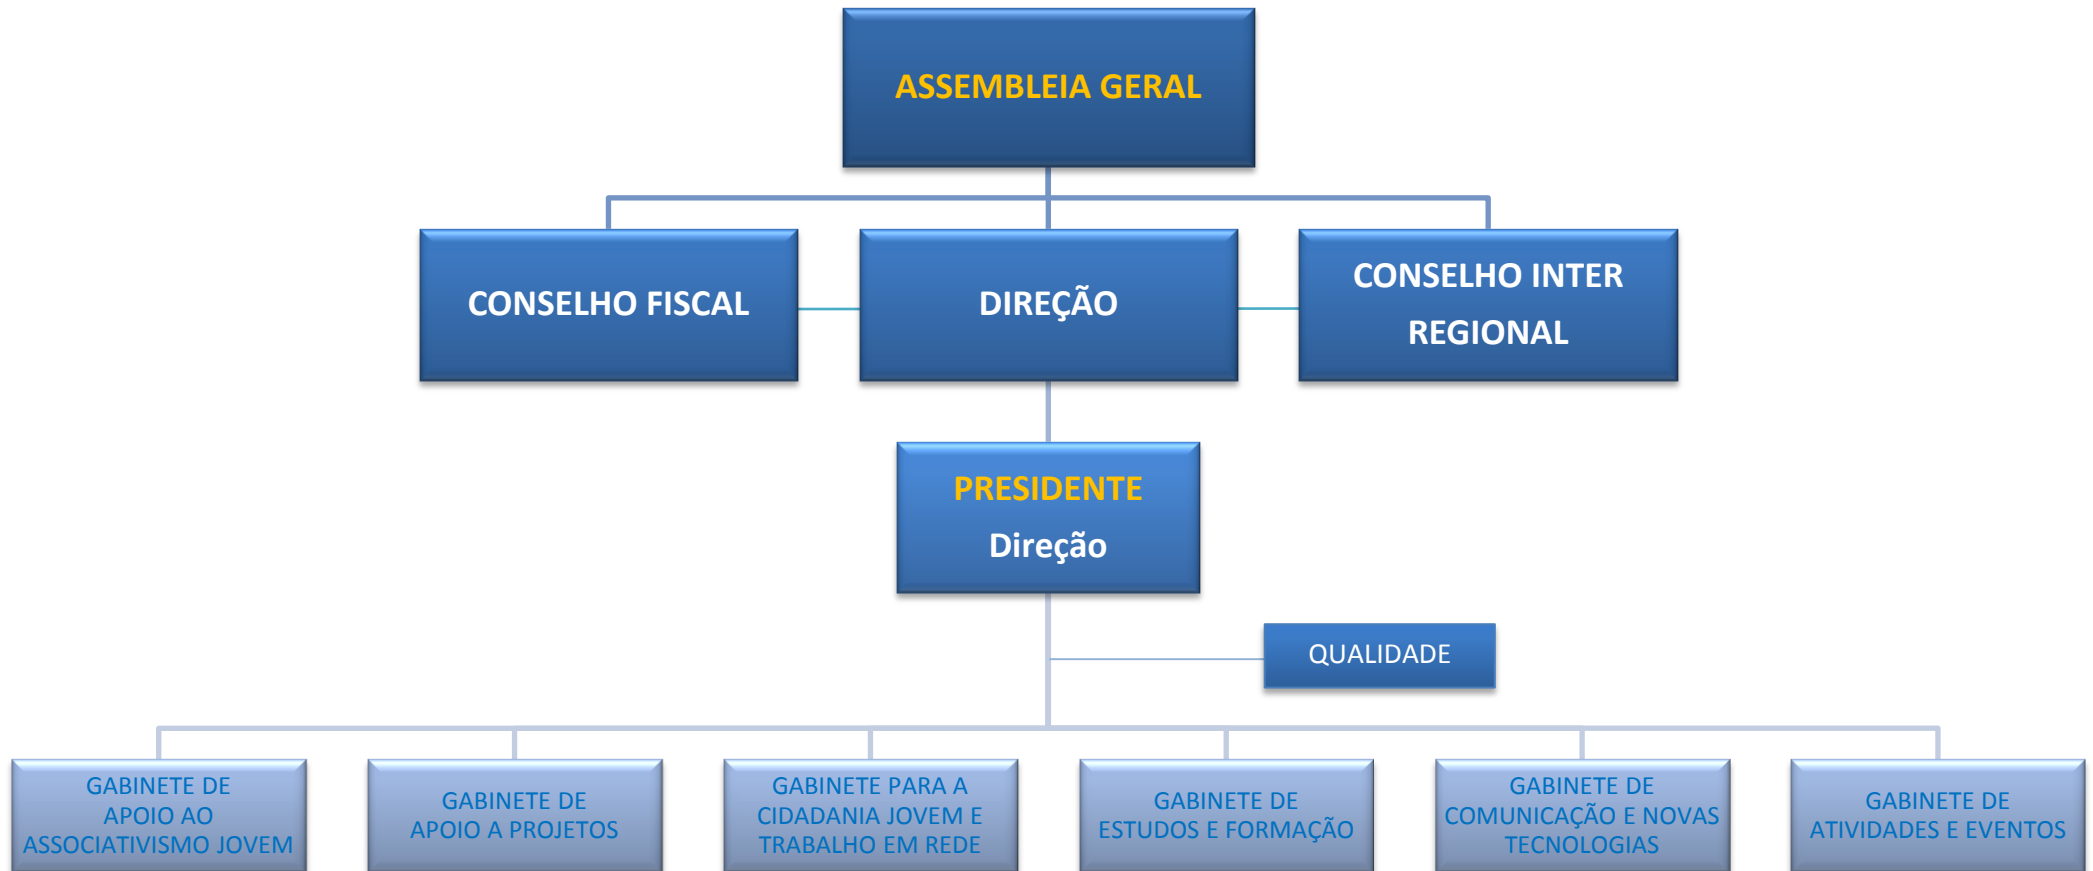 ASSEMBLEIA GERAL
CONSELHO FISCAL
DIREÇÃO
CONSELHO INTER
REGIONAL
PRESIDENTE
Direção
QUALIDADE
GABINETE DE
APOIO AO
ASSOCIATIVISMO JOVEM
GABINETE DE
APOIO A PROJETOS
GABINETE PARA A
CIDADANIA JOVEM E
TRABALHO EM REDE
GABINETE DE
ESTUDOS E FORMAÇÃO
GABINETE DE
COMUNICAÇÃO E NOVAS
TECNOLOGIAS
GABINETE DE
ATIVIDADES E EVENTOS